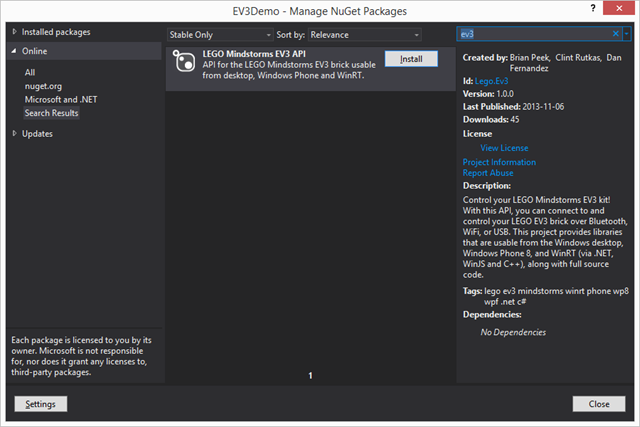 EV3Demo - Manage NuGet Packages
?
Installed packages
Online
All
nuget.org
Microsoft and .NET
Search Results
Updates
Each package is licensed to you by its
owner. Microsoft is not responsible
for, nor does it grant any licenses to,
third-party packages.
Stable Only
Sort by: Relevance
LEGO Mindstorms EV3 API
API for the LEGO Mindstorms EV3 brick usable
from desktop, Windows Phone and WinRT.
Install
1
ev3
Created by: Brian Peek, Clint Rutkas, Dan
Fernandez
Id: Lego.Ev3
Version: 1.0.0
Last Published: 2013-11-06
Downloads: 45
License
View License
Project Information
Report Abuse
Description:
Control your LEGO Mindstorms EV3 kit!
With this API, you can connect to and
control your LEGO EV3 brick over Bluetooth,
WiFi, or USB. This project provides libraries
that are usable from the Windows desktop,
Windows Phone 8, and WinRT (via .NET,
WinJS and C++), along with full source
code.
Tags: lego ev3 mindstorms winrt phone wp8
wpf .net c#
Dependencies:
No Dependencies
Settings
Close